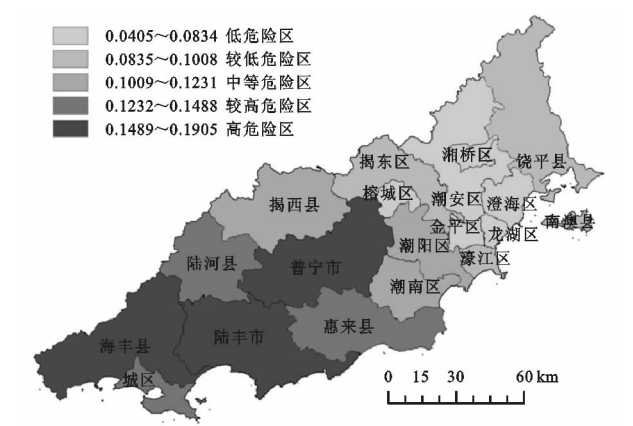 0.0405～0.0834 低危险区
0.0835～0.1008 较低危险区
0.1009～0.1231 中等危险区
0.1232～0.1488 较高危险区
0.1489～0.1905 高危险区
湘桥区
揭东区
饶平县
榕城区
潮安区
澄海区
揭西县
金平区
南澳县
龙湖区
潮阳区
濠江区
陆河县
普宁市
潮南区
惠来县
陆丰市
海丰县
城区
0 15 30 60 km